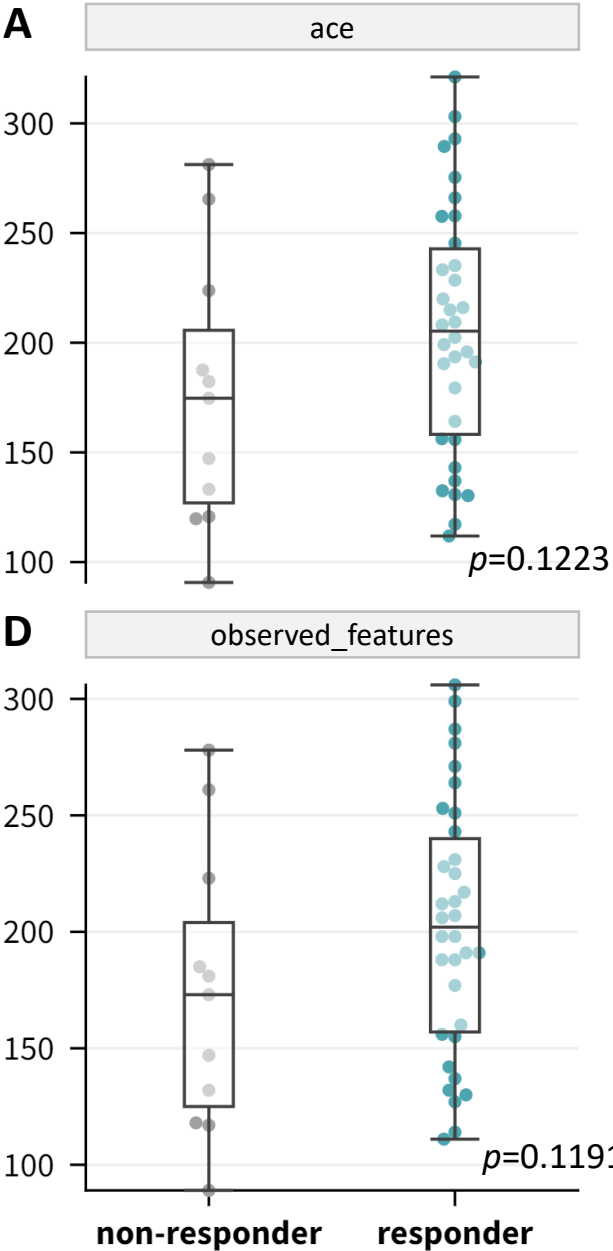 A
ace
300
250
200
150
100
p=0.1223
D
observed_features
300
250
200
150
100
p=0.1191
non-responder responder